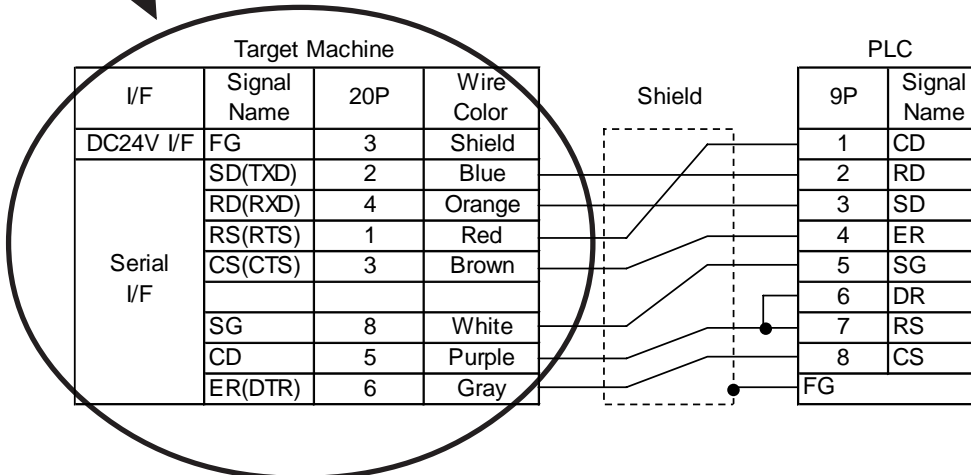 Target Machine PLC
I/F Signal Name 20P Wire Color Shield 9P Signal Name
DC24V I/F FG 3 Shield 1 CD
SD(TXD) 2 Blue 2 RD
RD(RXD) 4 Orange 3 SD
RS(RTS) 1 Red 4 ER
Serial I/F CS(CTS) 3 Brown 5 SG
6 DR
SG 8 White 7 RS
CD 5 Purple 8 CS
ER(DTR) 6 Gray FG